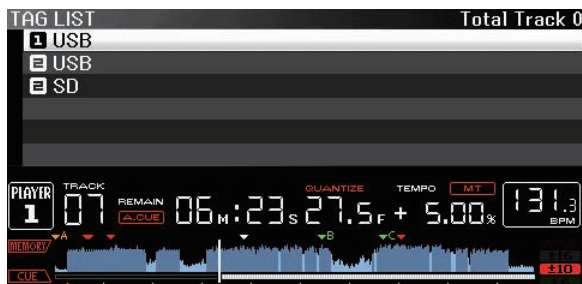 TAG LIST Total Track 0
1 USB
2 USB
2 SD
PLAYER 1
TRACK 07
REMAIN A.CUE 06M:23S27.5F
QUANTIZE
TEMPO MT +5.00%
131.3 BPM
MEMORY A B C
CUE
±16
±10